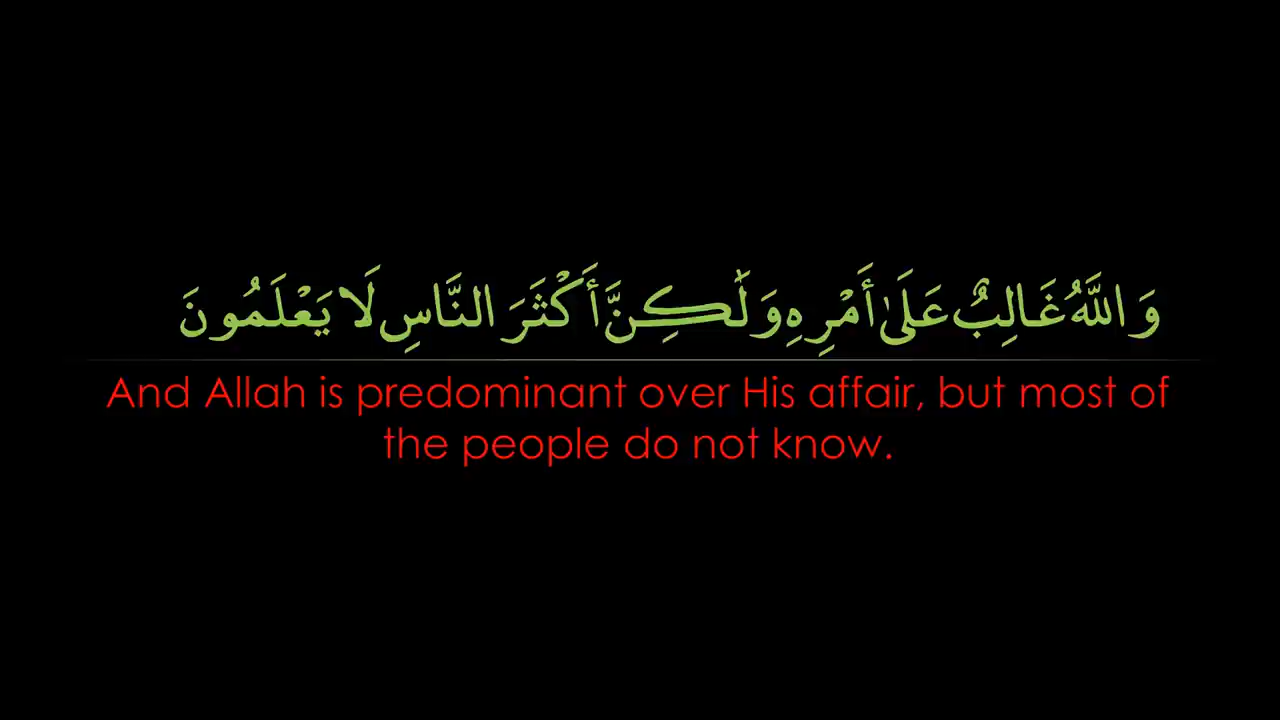 وَاللَّهُ غَالِبٌ عَلَىٰ أَمْرِهِ وَلَٰكِنَّ أَكْثَرَ النَّاسِ لَا يَعْلَمُونَ
And Allah is predominant over His affair, but most of
the people do not know.